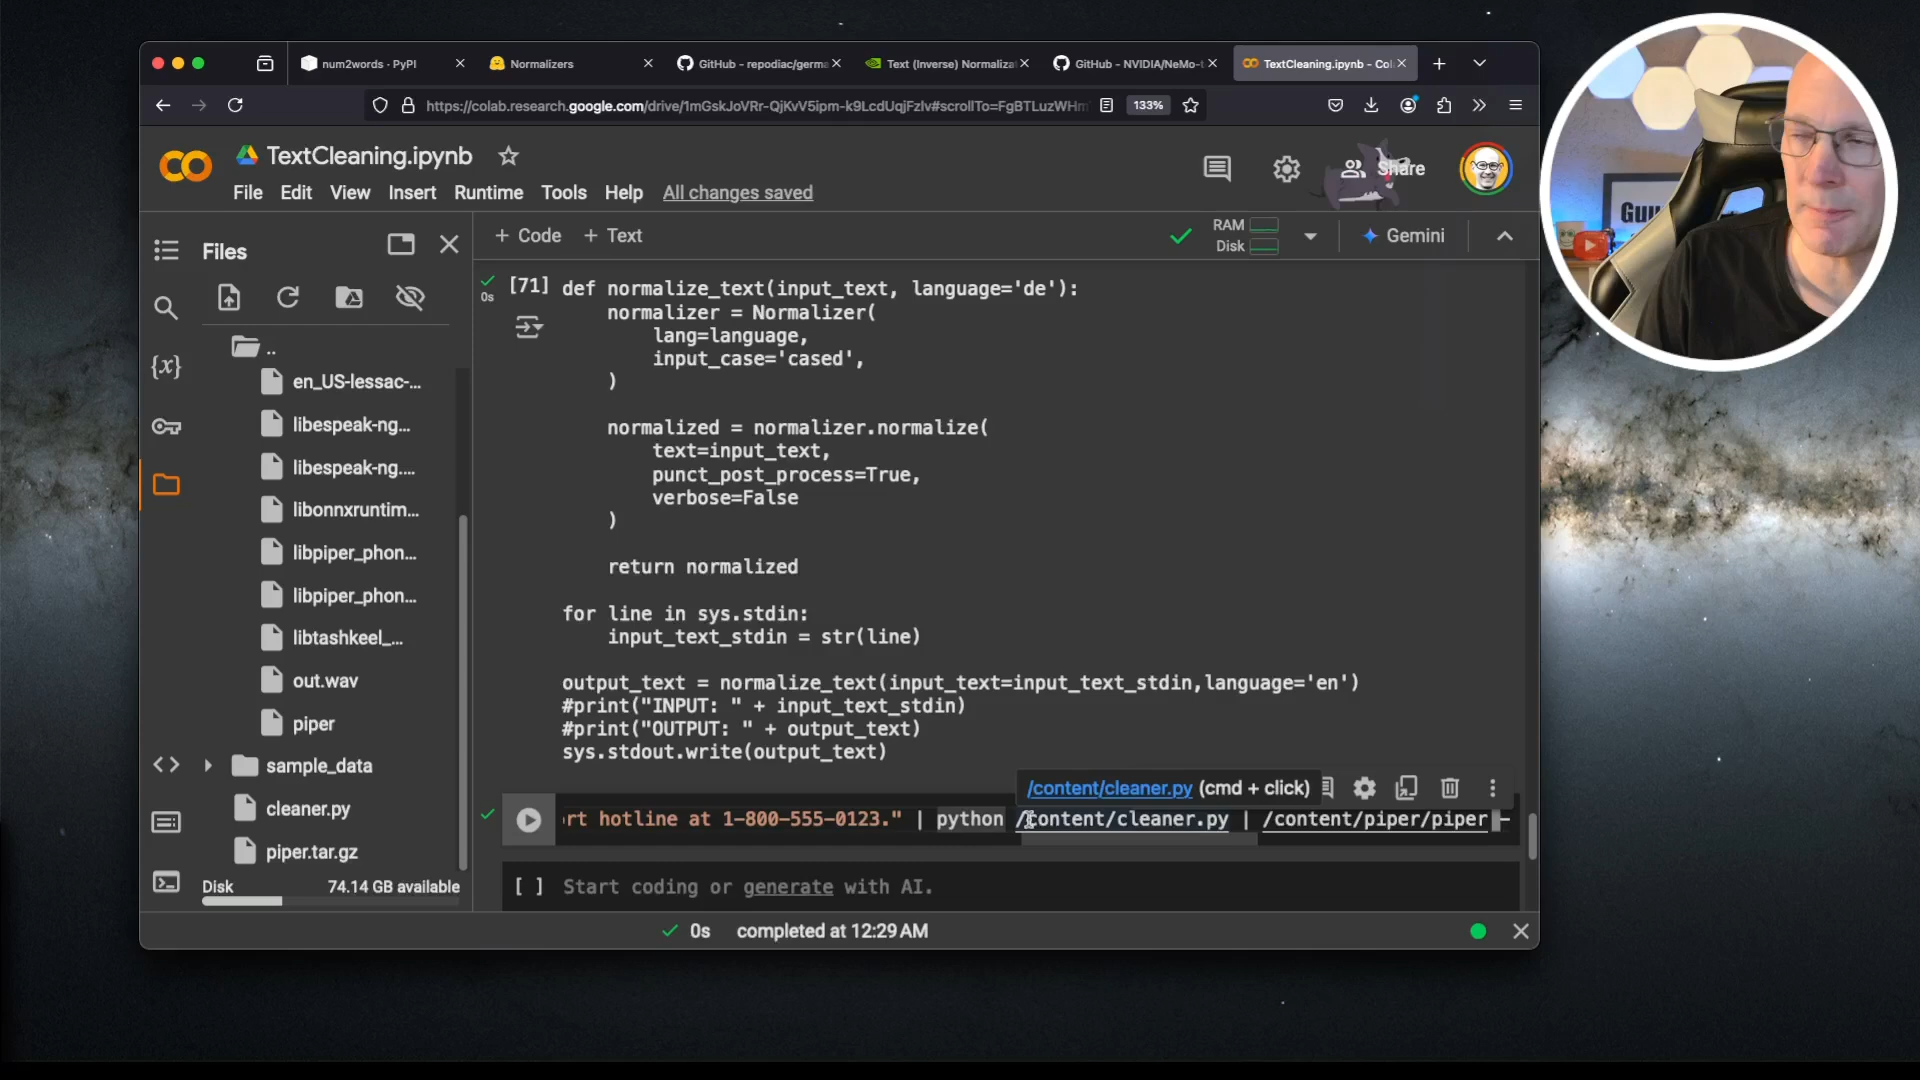 num2words · PyPI
Normalizers
GitHub - repodiac/germa
Text (Inverse) Normaliza
GitHub - NVIDIA/NeMo-
TextCleaning.ipynb - Col
https://colab.research.google.com/drive/1mGskJoVRr-QjKvV5ipm-k9LcdUqjFzlv#scrollTo=FgBTLuzWHm
133%
TextCleaning.ipynb
Share
File Edit View Insert Runtime Tools Help All changes saved
Files
+ Code + Text
RAM
Disk
Gemini
..
en_US-lessac-...
libespeak-ng...
libespeak-ng....
libonnxruntim...
libpiper_phon...
libpiper_phon...
libtashkeel_...
out.wav
piper
sample_data
cleaner.py
piper.tar.gz
Disk 74.14 GB available
0s
[71] def normalize_text(input_text, language='de'):
normalizer = Normalizer(
lang=language,
input_case='cased',
)
normalized = normalizer.normalize(
text=input_text,
punct_post_process=True,
verbose=False
)
return normalized
for line in sys.stdin:
input_text_stdin = str(line)
output_text = normalize_text(input_text=input_text_stdin,language='en')
#print("INPUT: " + input_text_stdin)
#print("OUTPUT: " + output_text)
sys.stdout.write(output_text)
/content/cleaner.py (cmd + click)
rt hotline at 1-800-555-0123." | python /content/cleaner.py | /content/piper/piper -
[ ] Start coding or generate with AI.
0s completed at 12:29 AM